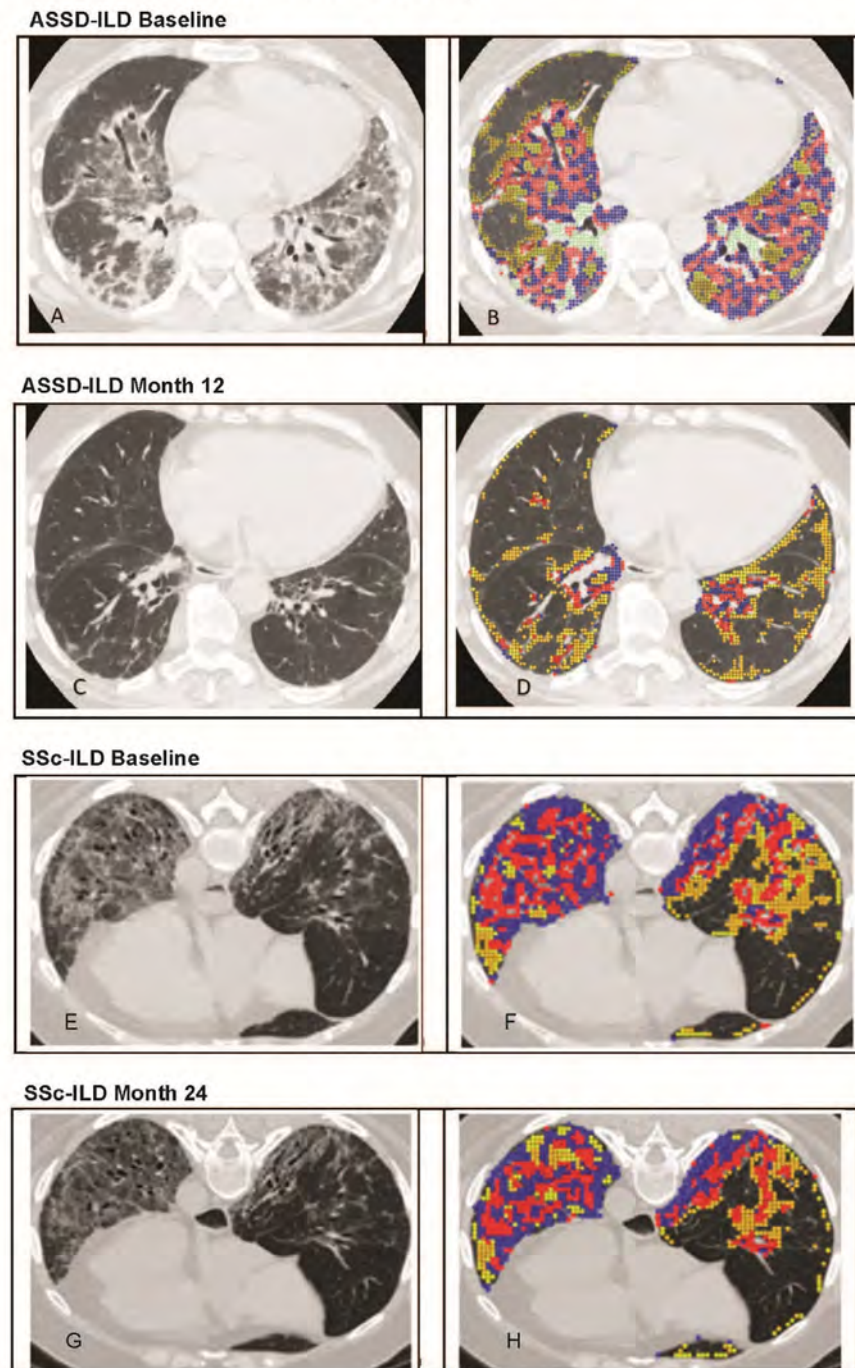 ASSD-ILD Baseline
A
B
ASSD-ILD Month 12
C
D
SSc-ILD Baseline
E
F
SSc-ILD Month 24
G
H